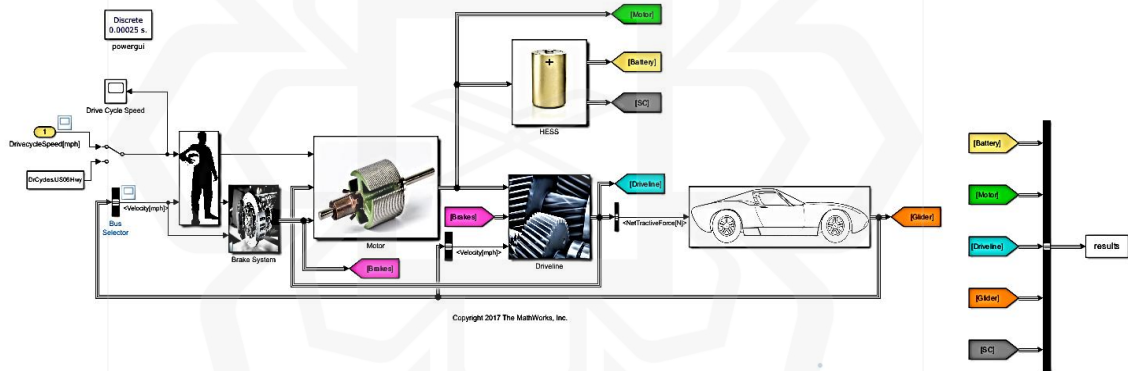 Discrete
0.00025 s.
powergui
Drive Cycle Speed
1
DrivecycleSpeed[mph]
DrCycles.US06Hwy
<Velocity[mph]>
Bus
Selector
Brake System
Motor
[Brakes]
[Motor]
[Battery]
[SC]
HESS
[Brakes]
<Velocity[mph]>
Driveline
[Driveline]
<NetTractiveForce[N]>
[Glider]
Copyright 2017 The MathWorks, Inc.
[Battery]
[Motor]
[Driveline]
[Glider]
[SC]
results